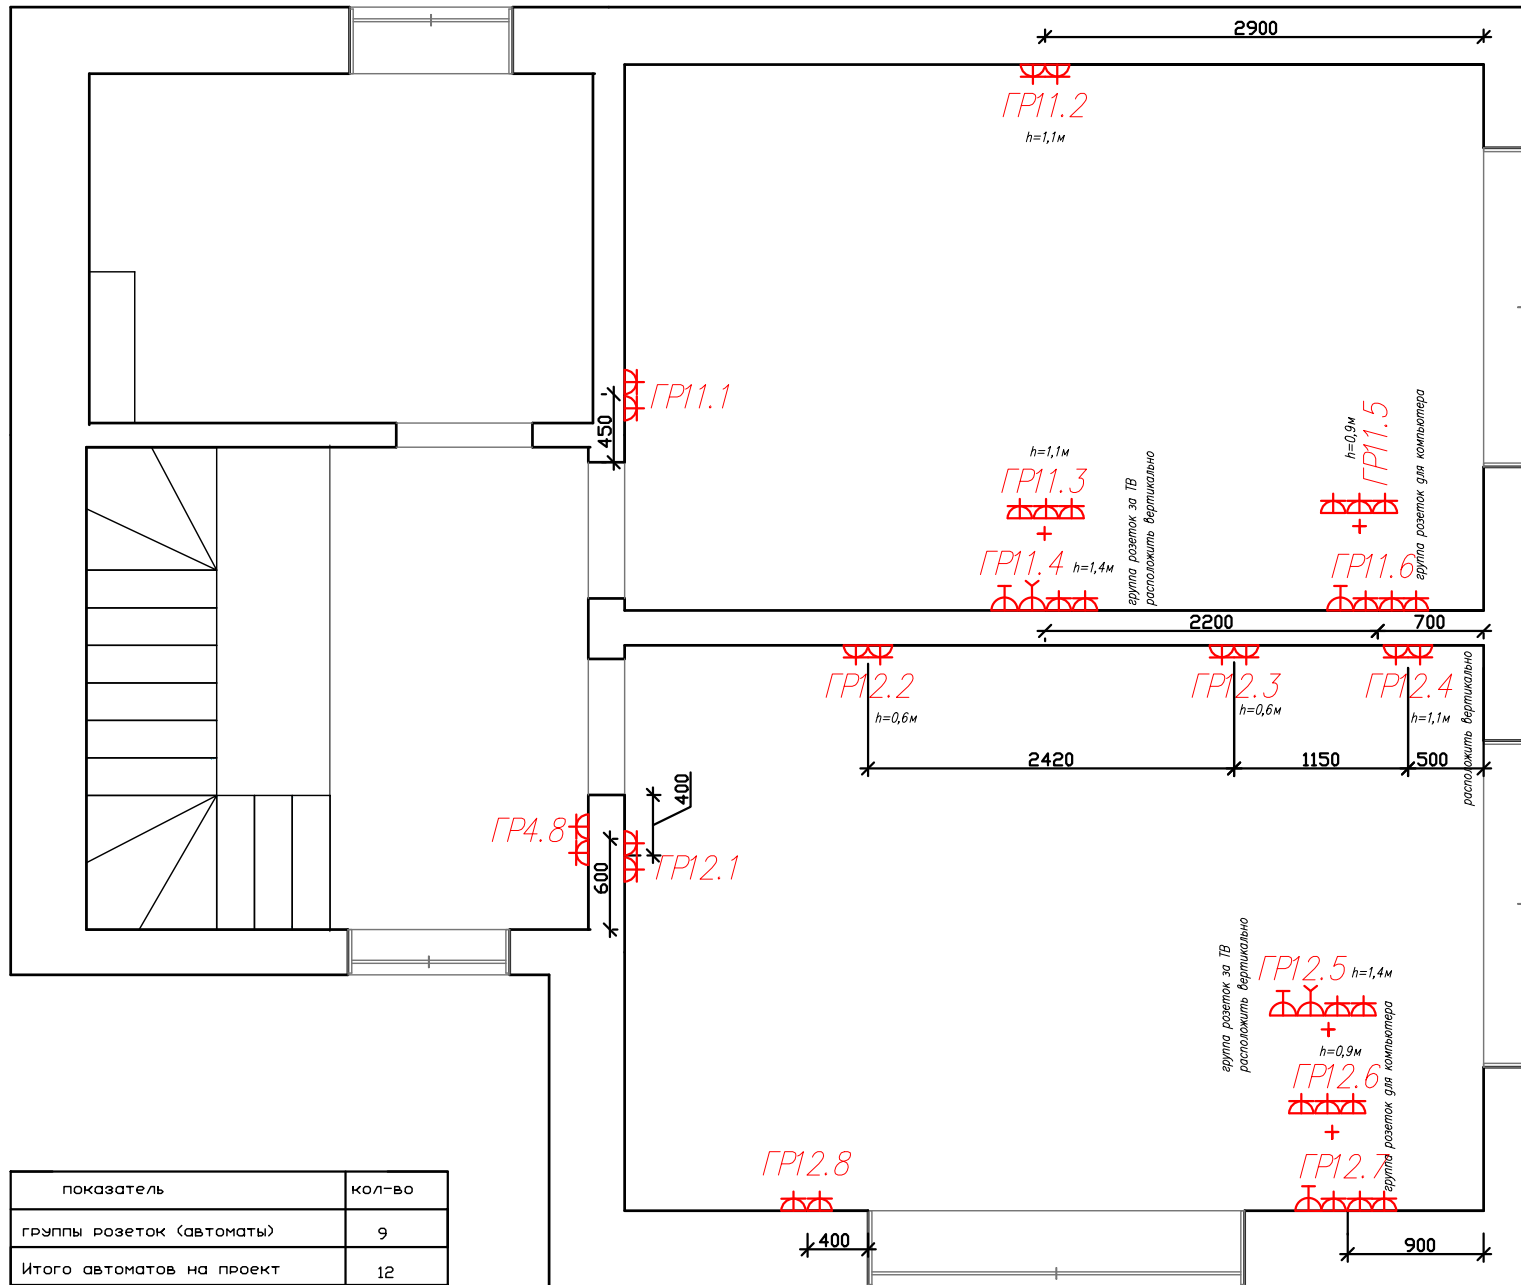 2900
ГР11.2
h=1,1м
ГР11.1
450
h=1,1м
ГР11.3
ГР11.4 h=1,4м
группа розеток за ТВ
расположить вертикально
h=0,9м
ГР11.5
группа розеток для компьютера
ГР11.6
2200
700
ГР12.2
h=0,6м
ГР12.3
h=0,6м
ГР12.4
h=1,1м
расположить вертикально
2420
1150
500
400
ГР4.8
ГР12.1
600
группа розеток за ТВ
расположить вертикально
ГР12.5 h=1,4м
h=0,9м
ГР12.6
группа розеток для компьютера
ГР12.7
ГР12.8
400
900
показатель кол-во
группы розеток (автоматы) 9
Итого автоматов на проект 12